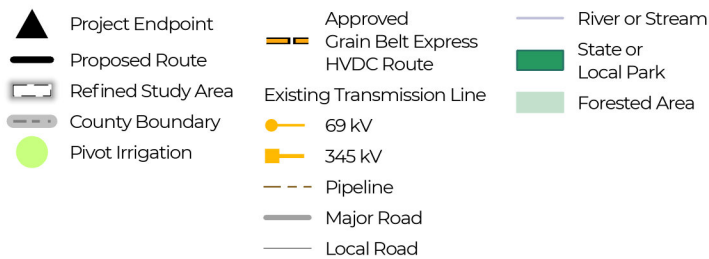 Project Endpoint
Proposed Route
Refined Study Area
County Boundary
Pivot Irrigation
Approved
Grain Belt Express
HVDC Route
Existing Transmission Line
69 kV
345 kV
Pipeline
Major Road
Local Road
River or Stream
State or
Local Park
Forested Area